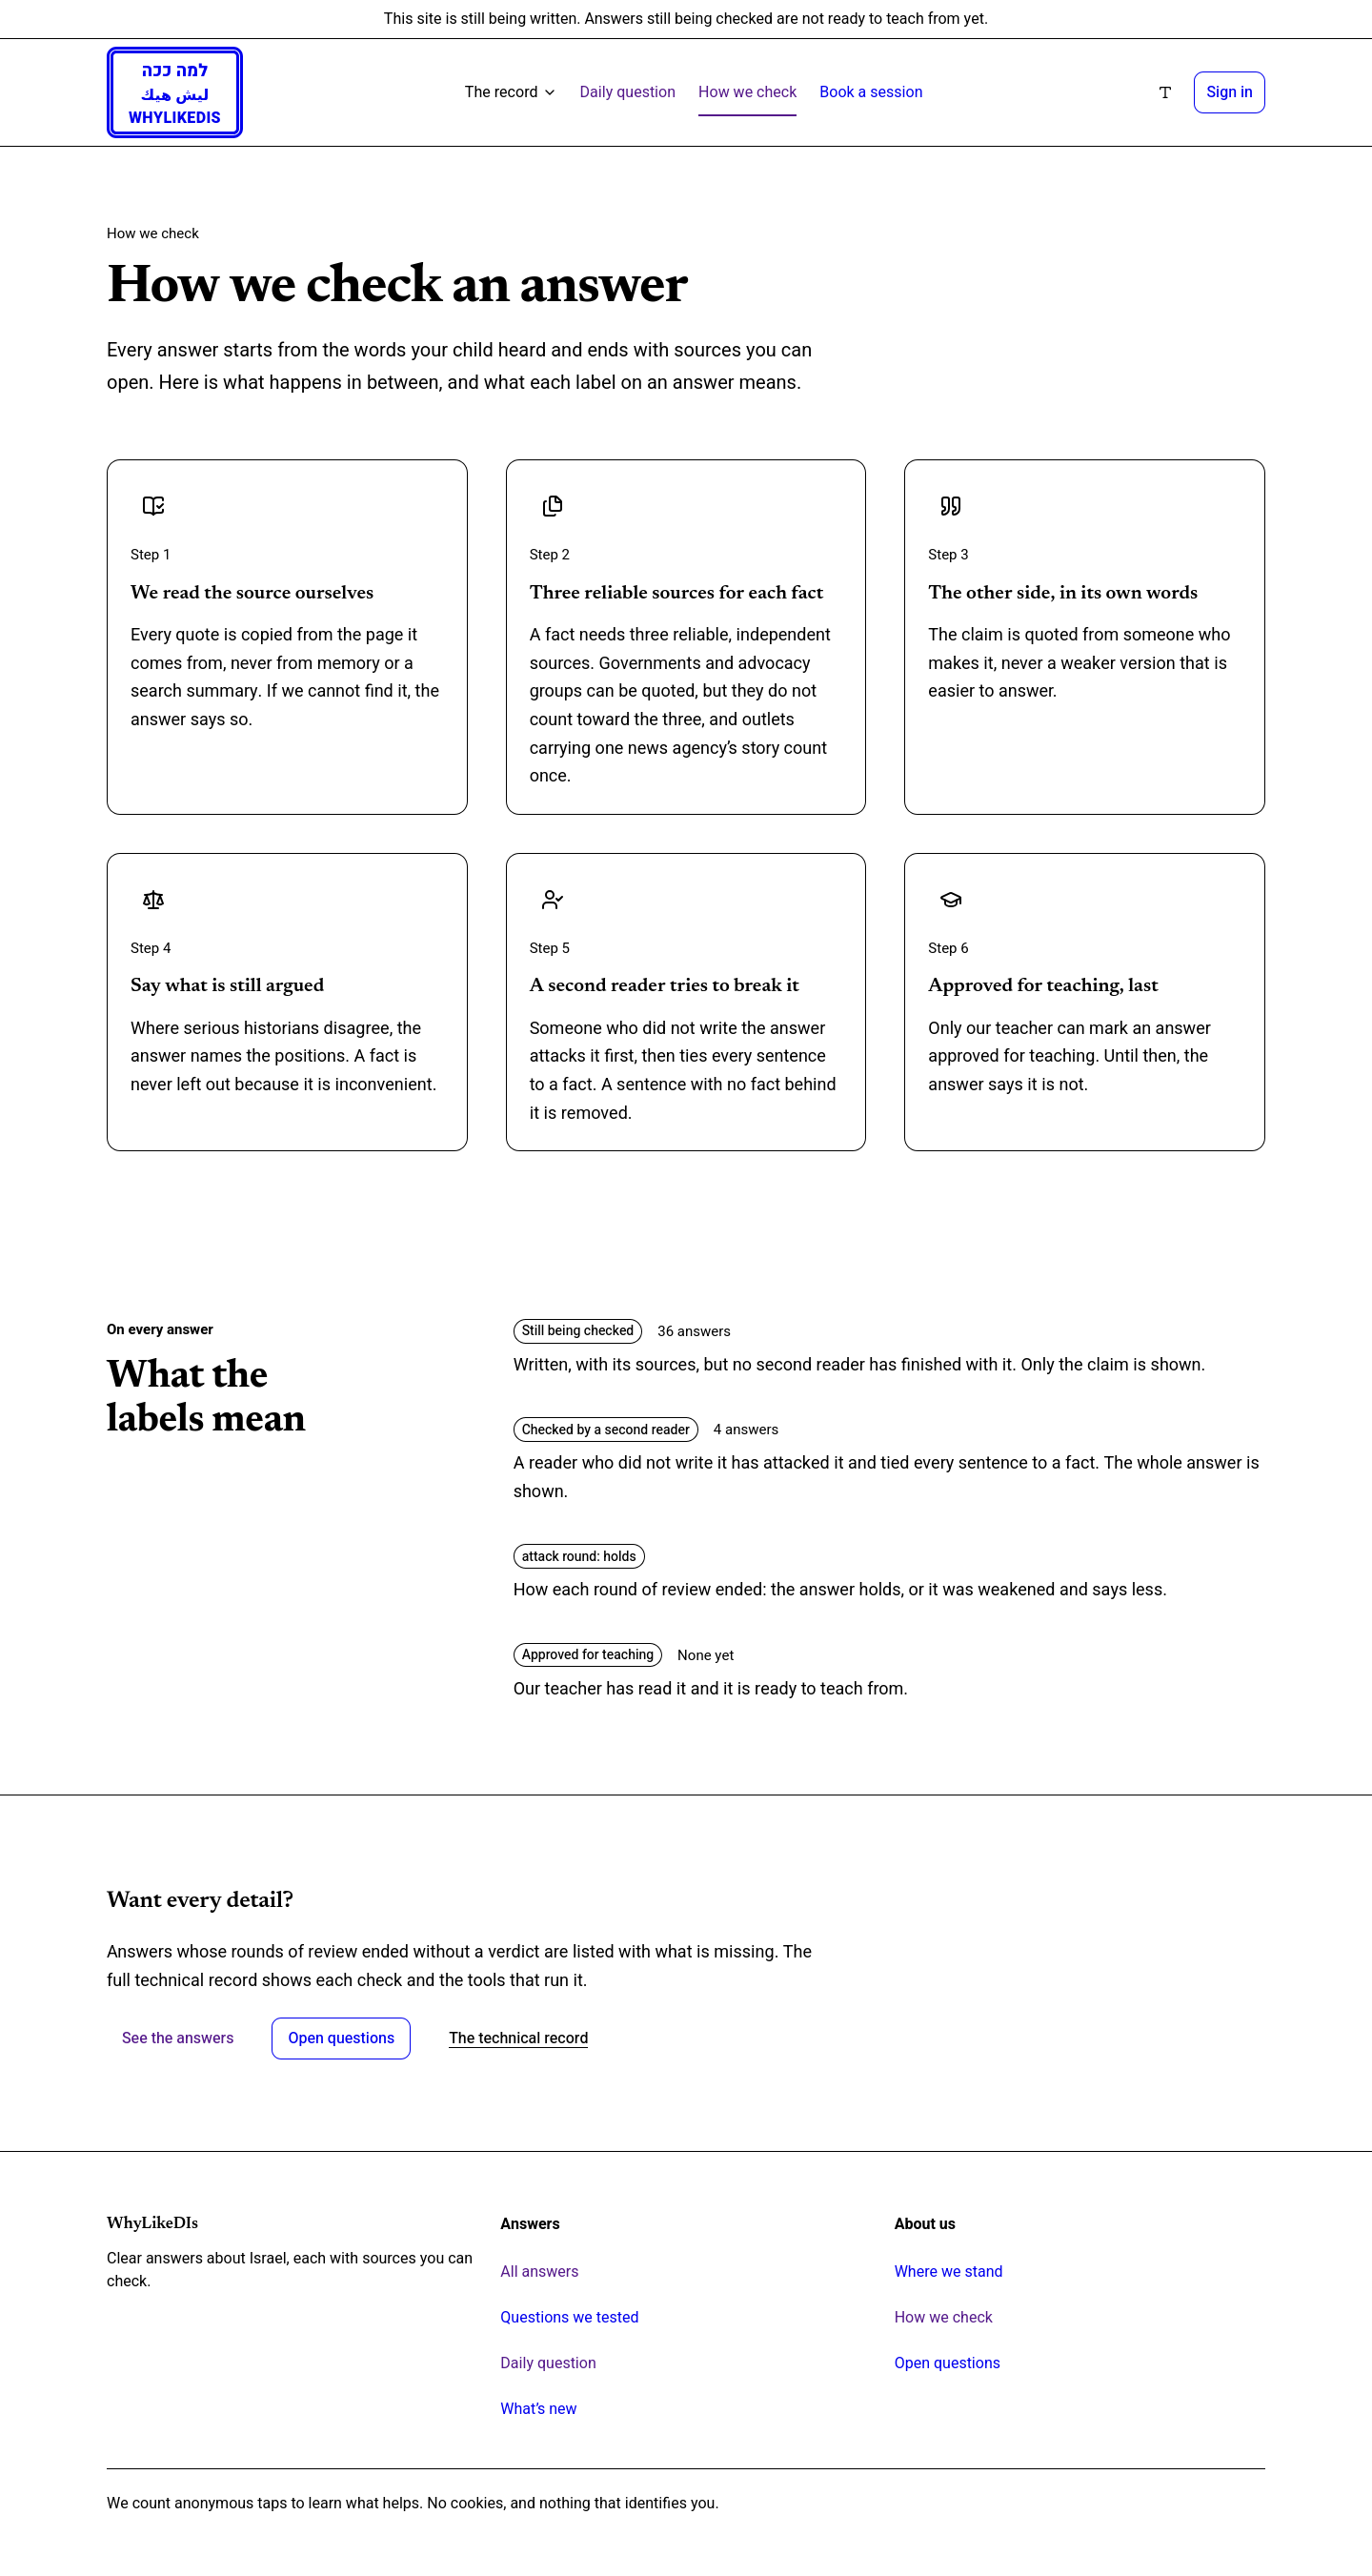 This site is still being written. Answers still being checked are not ready to teach from yet.
למה ככה
ليش هيك
WHYLIKEDIS
The record
Daily question
How we check
Book a session
T
Sign in
How we check
How we check an answer
Every answer starts from the words your child heard and ends with sources you can
open. Here is what happens in between, and what each label on an answer means.
Step 1
We read the source ourselves
Every quote is copied from the page it
comes from, never from memory or a
search summary. If we cannot find it, the
answer says so.
Step 2
Three reliable sources for each fact
A fact needs three reliable, independent
sources. Governments and advocacy
groups can be quoted, but they do not
count toward the three, and outlets
carrying one news agency’s story count
once.
Step 3
The other side, in its own words
The claim is quoted from someone who
makes it, never a weaker version that is
easier to answer.
Step 4
Say what is still argued
Where serious historians disagree, the
answer names the positions. A fact is
never left out because it is inconvenient.
Step 5
A second reader tries to break it
Someone who did not write the answer
attacks it first, then ties every sentence
to a fact. A sentence with no fact behind
it is removed.
Step 6
Approved for teaching, last
Only our teacher can mark an answer
approved for teaching. Until then, the
answer says it is not.
On every answer
What the
labels mean
Still being checked 36 answers
Written, with its sources, but no second reader has finished with it. Only the claim is shown.
Checked by a second reader 4 answers
A reader who did not write it has attacked it and tied every sentence to a fact. The whole answer is
shown.
attack round: holds
How each round of review ended: the answer holds, or it was weakened and says less.
Approved for teaching None yet
Our teacher has read it and it is ready to teach from.
Want every detail?
Answers whose rounds of review ended without a verdict are listed with what is missing. The
full technical record shows each check and the tools that run it.
See the answers
Open questions
The technical record
WhyLikeDIs
Clear answers about Israel, each with sources you can
check.
Answers
All answers
Questions we tested
Daily question
What’s new
About us
Where we stand
How we check
Open questions
We count anonymous taps to learn what helps. No cookies, and nothing that identifies you.